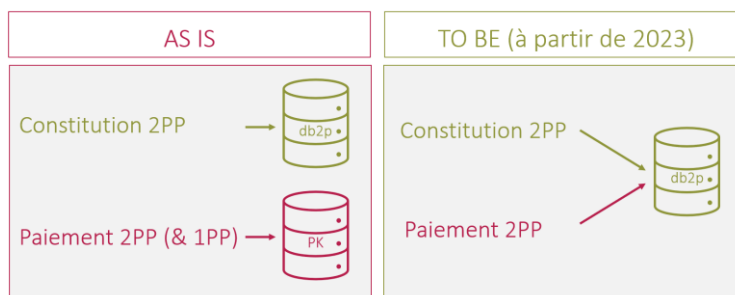 AS IS
Constitution 2PP
db2p
Paiement 2PP (& 1PP)
PK
TO BE (à partir de 2023)
Constitution 2PP
db2p
Paiement 2PP